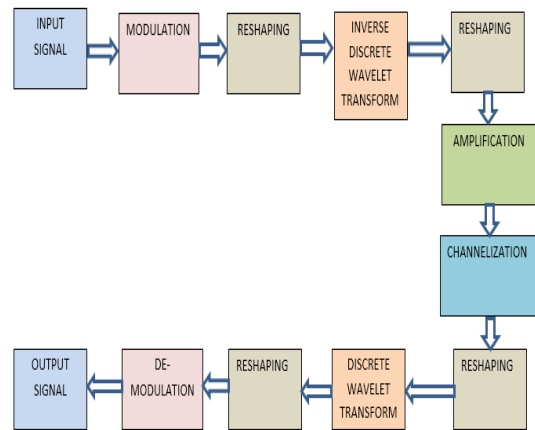 INPUT
SIGNAL
MODULATION
RESHAPING
INVERSE
DISCRETE
WAVELET
TRANSFORM
RESHAPING
AMPLIFICATION
CHANNELIZATION
RESHAPING
DISCRETE
WAVELET
TRANSFORM
RESHAPING
DE-
MODULATION
OUTPUT
SIGNAL